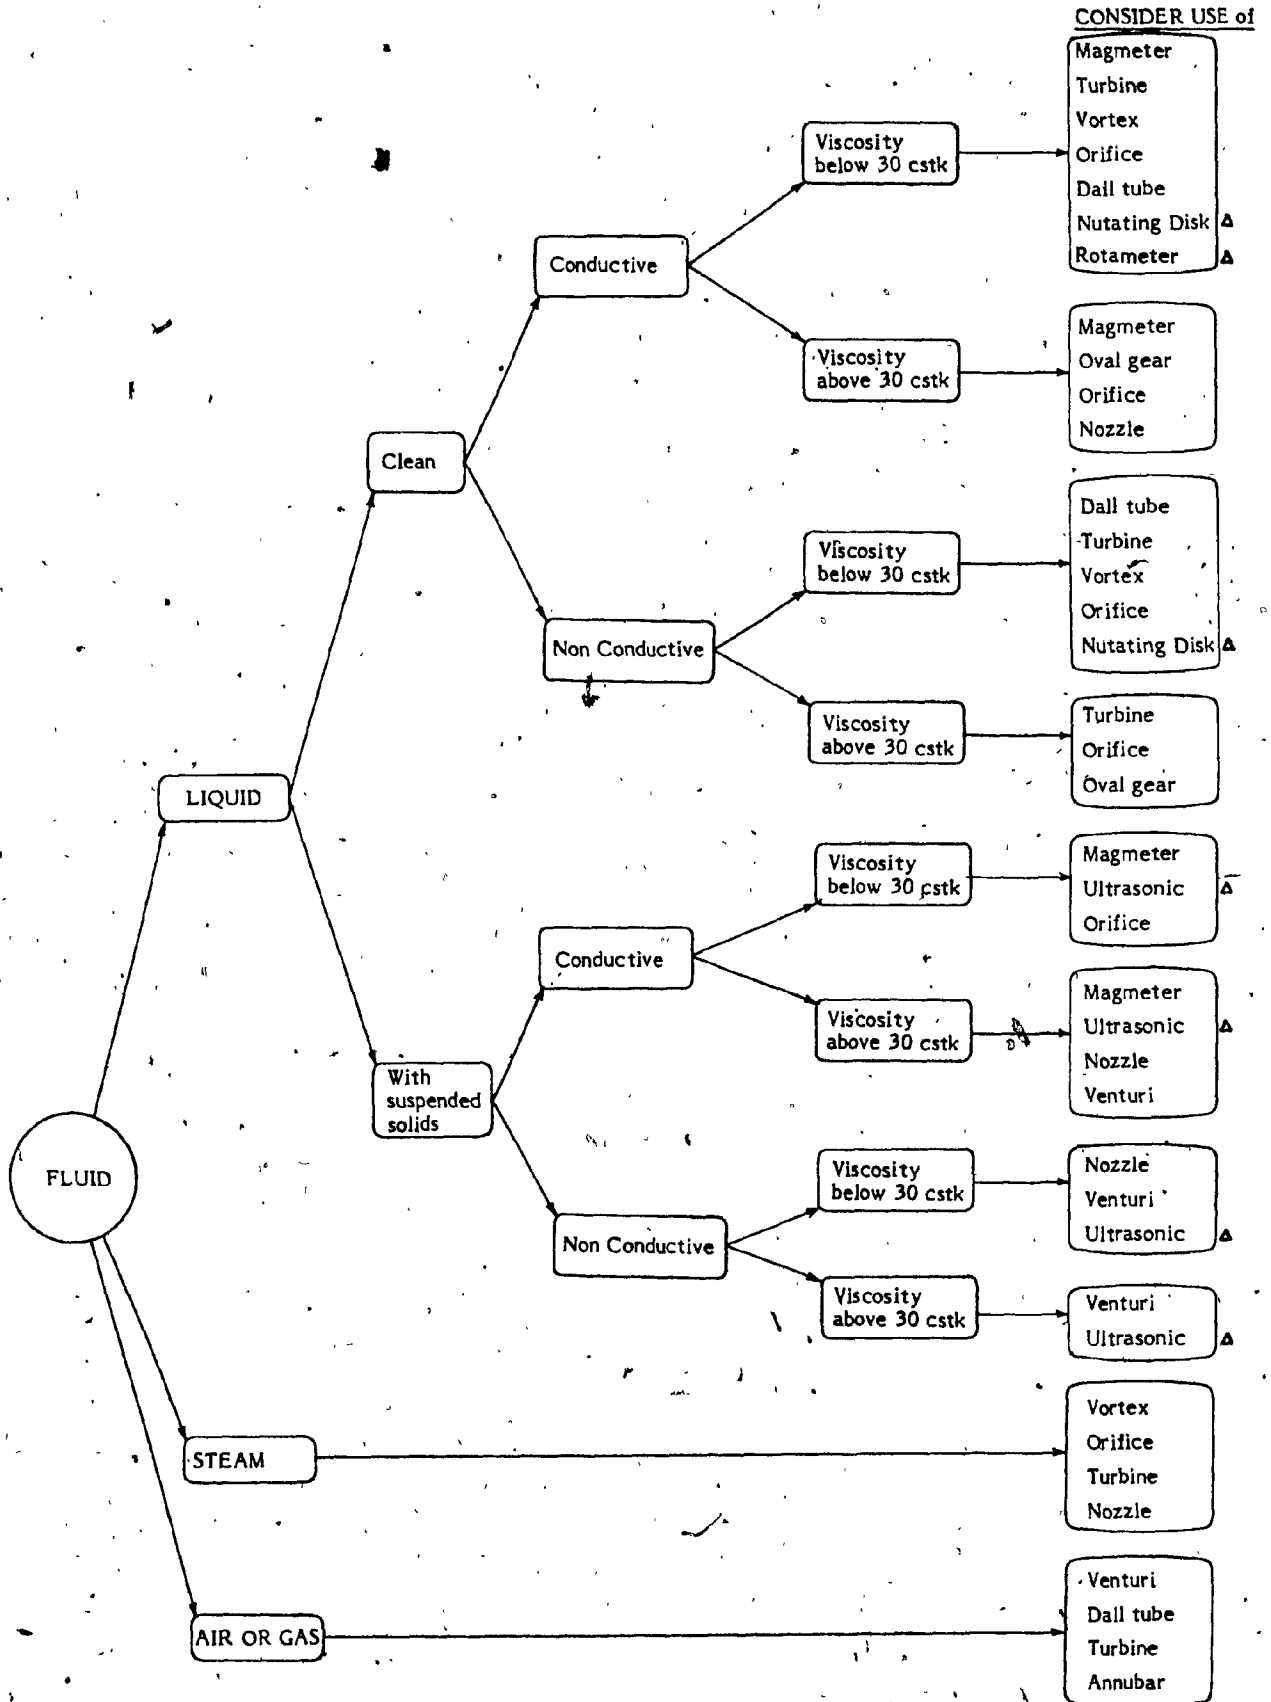 CONSIDER USE of
Magmeter
Turbine
Vortex
Orifice
Dall tube
Nutating Disk Δ
Rotameter Δ
Viscosity
below 30 cstk
Conductive
Viscosity
above 30 cstk
Magmeter
Oval gear
Orifice
Nozzle
Clean
Viscosity
below 30 cstk
Dall tube
Turbine
Vortex
Orifice
Nutating Disk Δ
Non Conductive
Viscosity
above 30 cstk
Turbine
Orifice
Oval gear
LIQUID
Viscosity
below 30 cstk
Magmeter
Ultrasonic Δ
Orifice
Conductive
Viscosity
above 30 cstk
Magmeter
Ultrasonic Δ
Nozzle
Venturi
With
suspended
solids
FLUID
Viscosity
below 30 cstk
Nozzle
Venturi
Ultrasonic Δ
Non Conductive
Viscosity
above 30 cstk
Venturi
Ultrasonic Δ
STEAM
Vortex
Orifice
Turbine
Nozzle
AIR OR GAS
Venturi
Dall tube
Turbine
Annubar